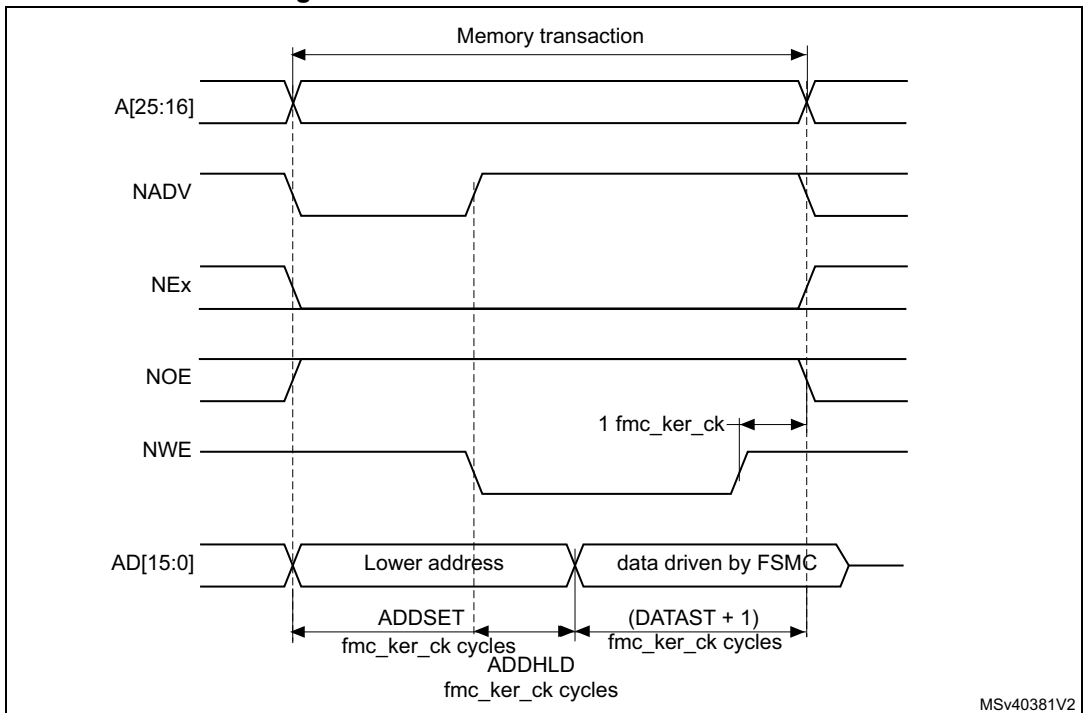 Memory transaction
A[25:16]
NADV
NEx
NOE
1 fmc_ker_ck
NWE
AD[15:0]
Lower address
data driven by FSMC
ADDSET
(DATAST + 1)
fmc_ker_ck cycles
fmc_ker_ck cycles
ADDHLD
fmc_ker_ck cycles
MSv40381V2